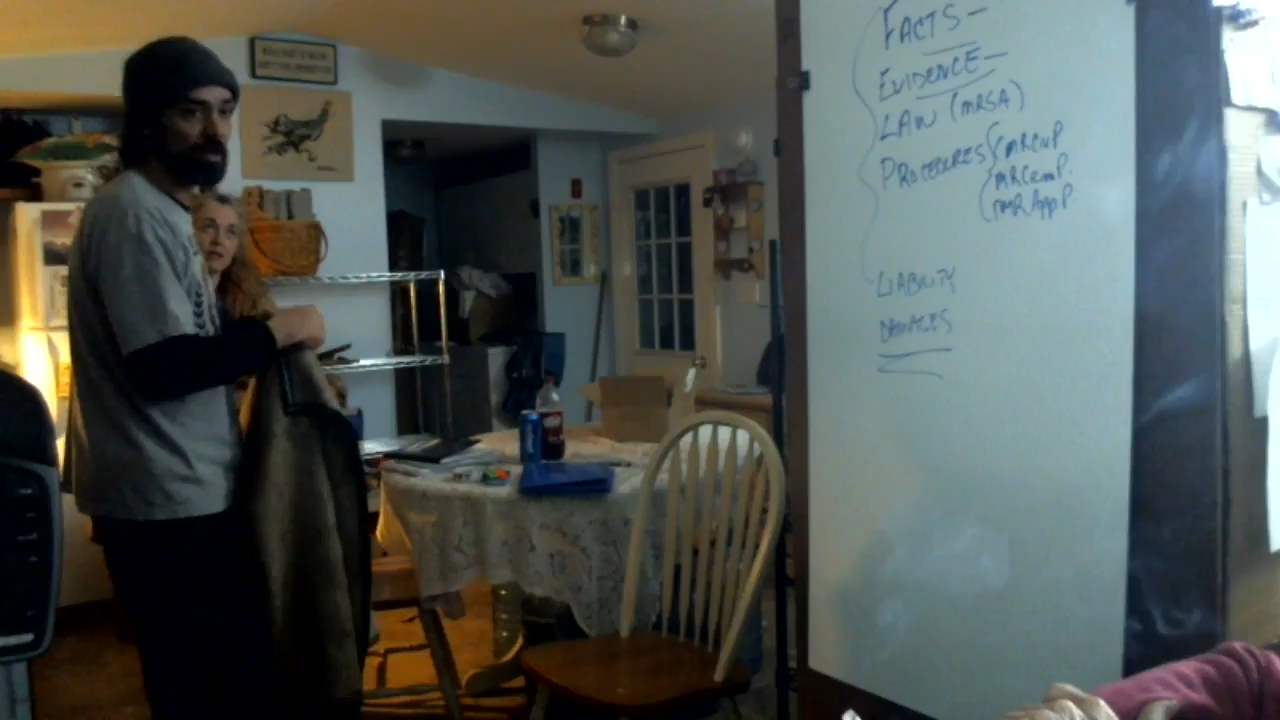 FACTS-
EVIDENCE-
LAW (MRSA)
PROCEDURES { MRCivP
MRCrimP.
MR App P.
LIABILITY
DAMAGES